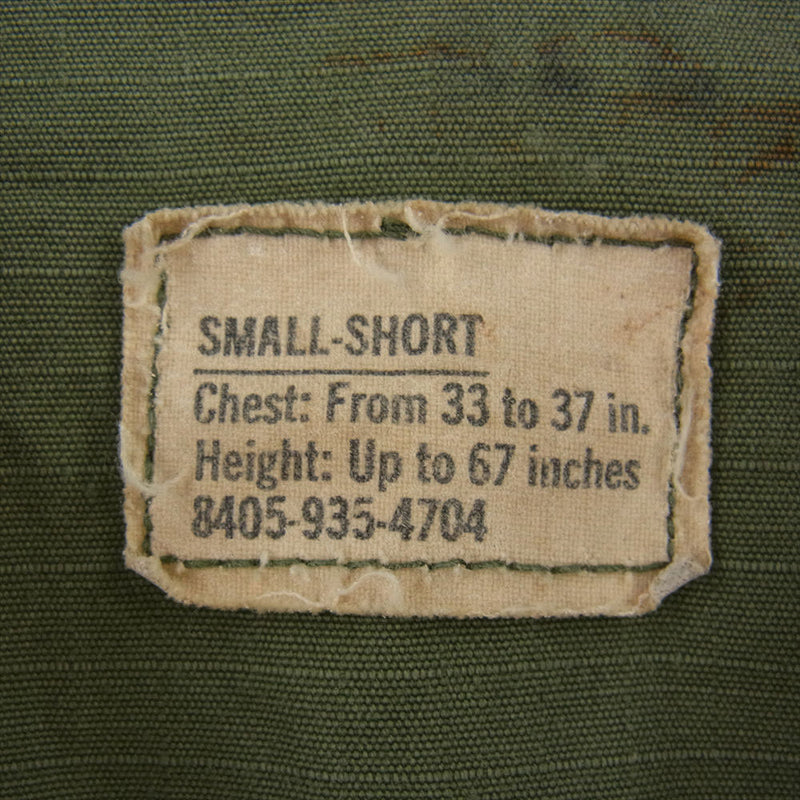 SMALL-SHORT
Chest: From 33 to 37 in.
Height: Up to 67 inches
8405-935-4704